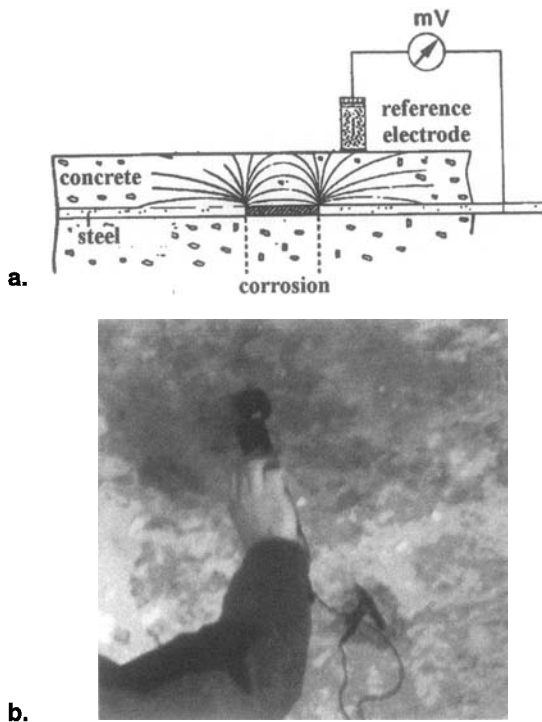 mV
reference
electrode
concrete
steel
corrosion
a.
b.